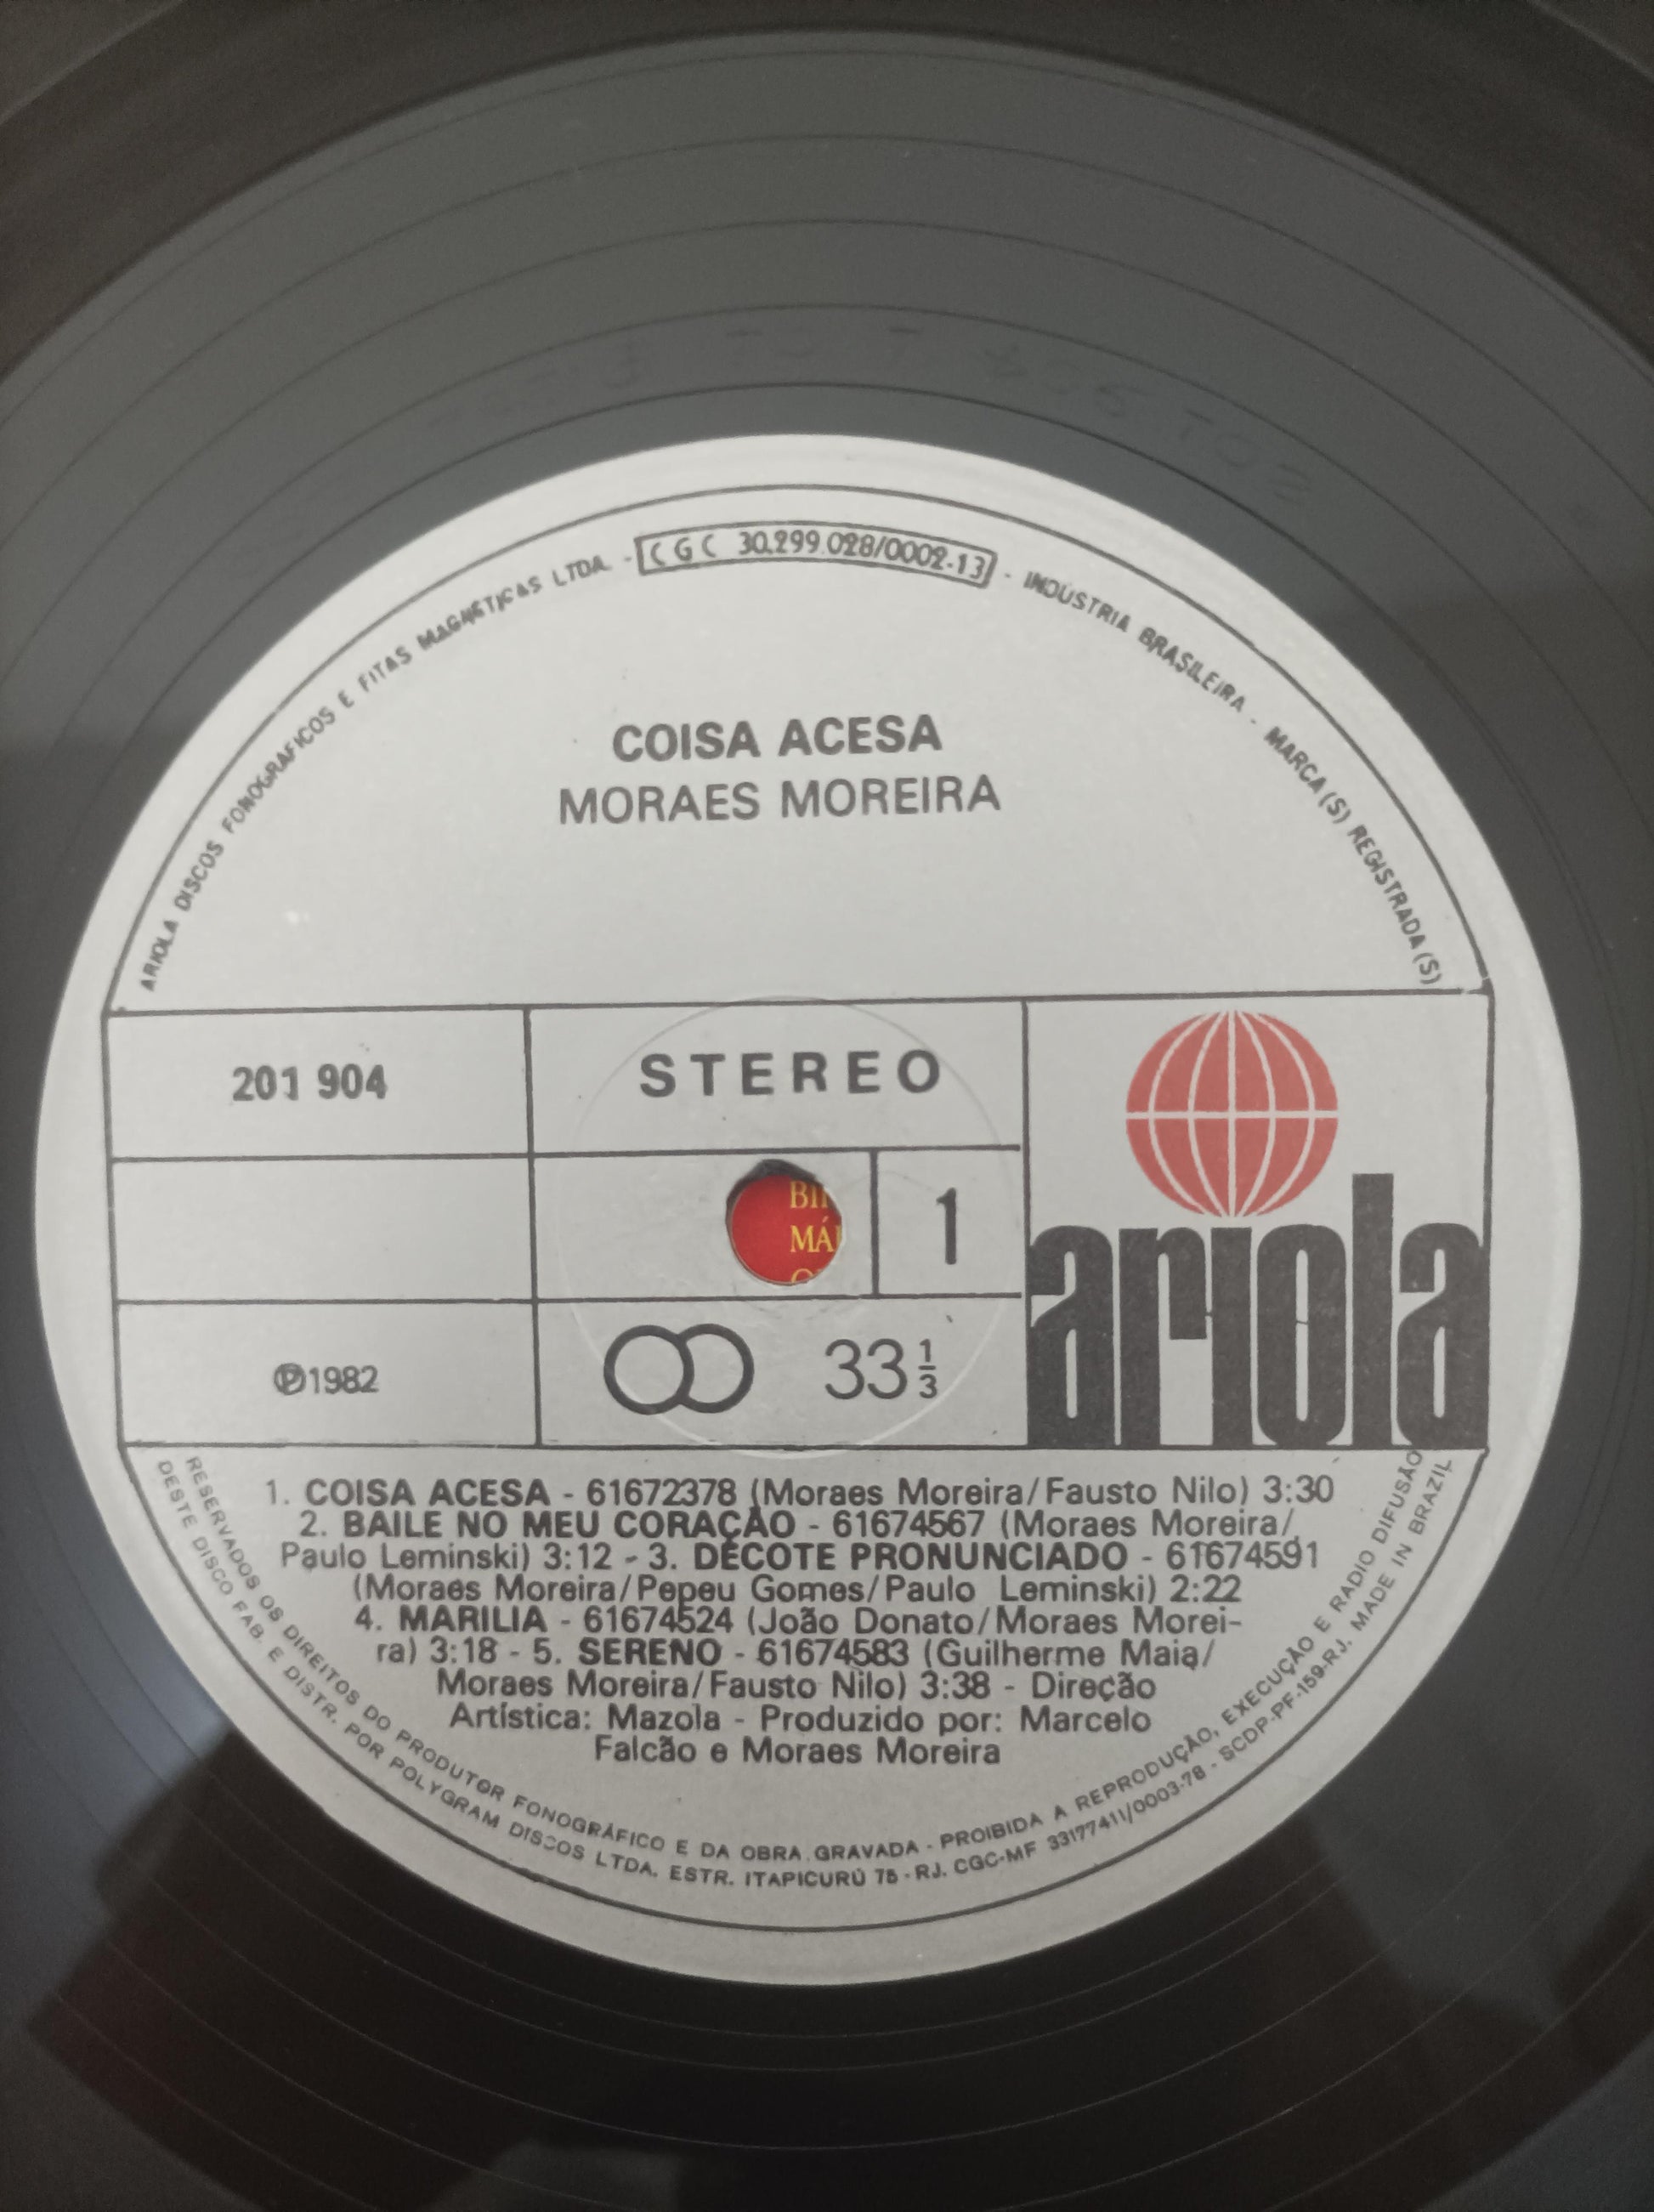 ARIOLA DISCOS FONOGRAFICOS E FITAS MAGNÉTICAS LTDA. - CGC 30.299.028/0002-13 - INDÚSTRIA BRASILEIRA - MARCA (S) REGISTRADA (S)
COISA ACESA
MORAES MOREIRA
201 904
STEREO
BI
MÁ
1
℗1982
33 1/3
ariola
1. COISA ACESA - 61672378 (Moraes Moreira/Fausto Nilo) 3:30
2. BAILE NO MEU CORAÇÃO - 61674567 (Moraes Moreira/
Paulo Leminski) 3:12 - 3. DECOTE PRONUNCIADO - 61674591
(Moraes Moreira/Pepeu Gomes/Paulo Leminski) 2:22
4. MARILIA - 61674524 (João Donato/Moraes Morei-
ra) 3:18 - 5. SERENO - 61674583 (Guilherme Maia/
Moraes Moreira/Fausto Nilo) 3:38 - Direção
Artística: Mazola - Produzido por: Marcelo
Falcão e Moraes Moreira
RESERVADOS OS DIREITOS DO PRODUTOR FONOGRÁFICO E DA OBRA GRAVADA - PROIBIDA A REPRODUÇÃO, EXECUÇÃO E RADIO DIFUSÃO
DESTE DISCO FAB. E DISTR. POR POLYGRAM DISCOS LTDA. ESTR. ITAPICURÚ 75 - RJ. CGC-MF 33177411/0003-78 - SCDP-PF-159-RJ. MADE IN BRAZIL